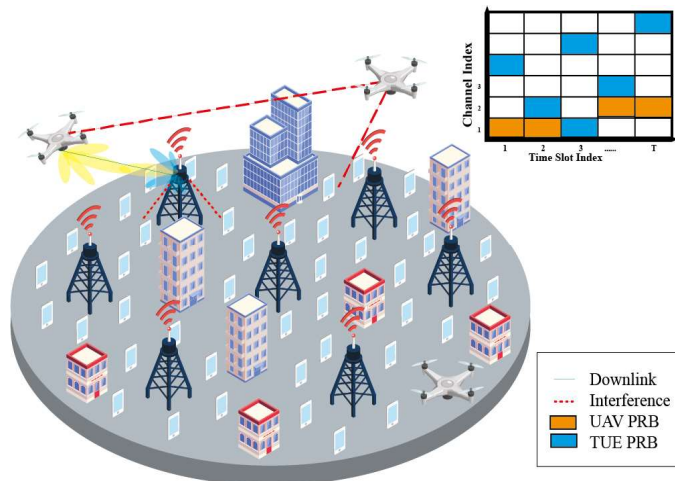 Channel Index
3
2
1
1 2 3 ...... T
Time Slot Index
Downlink
Interference
UAV PRB
TUE PRB